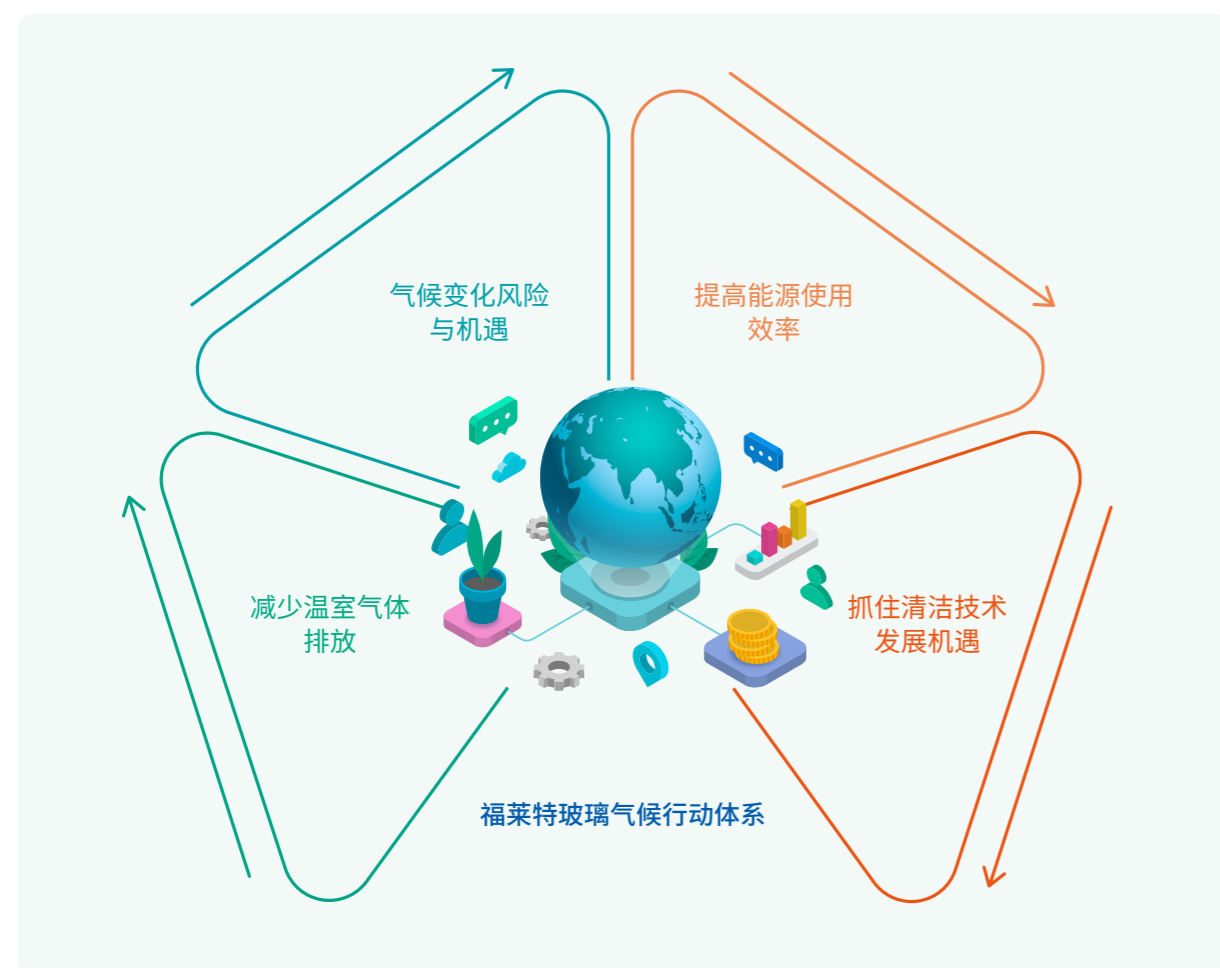 气候变化风险
与机遇
提高能源使用
效率
减少温室气体
排放
抓住清洁技术
发展机遇
福莱特玻璃气候行动体系